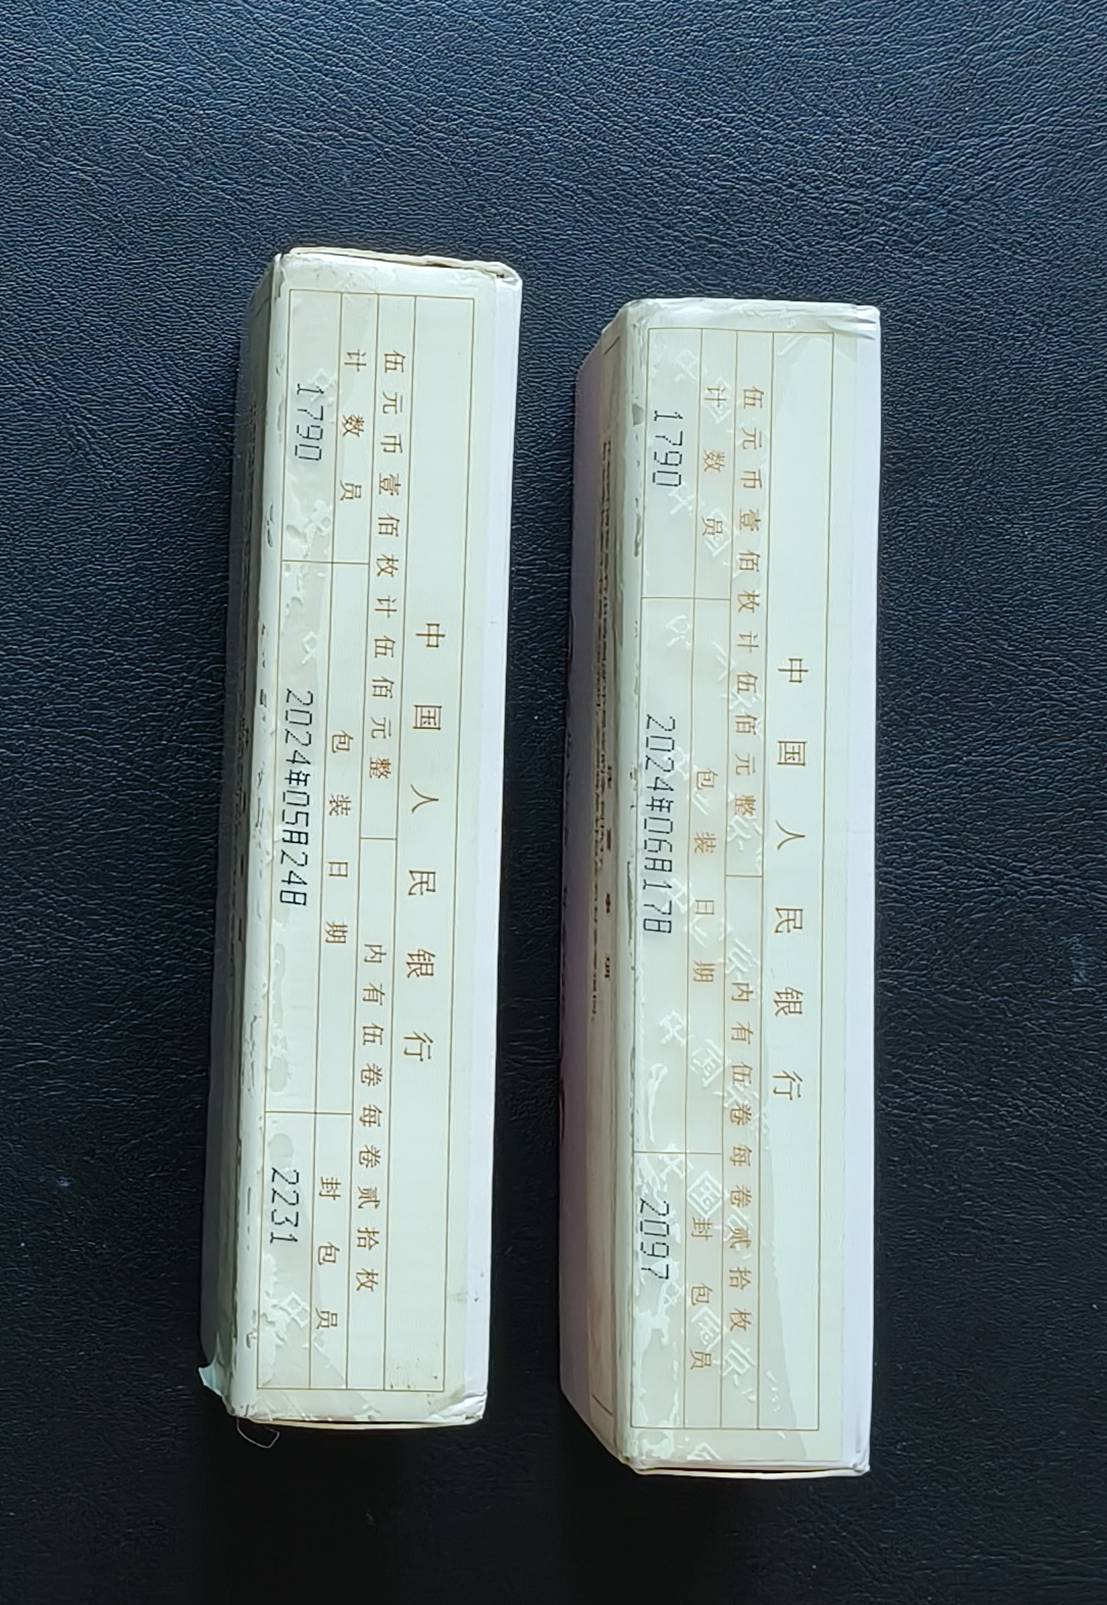 中国人民银行
伍元币壹佰枚计伍佰元整
内有伍卷每卷贰拾枚
计数员
包装日期
封包员
1790
2024年05月24日
2231
中国人民银行
伍元币壹佰枚计伍佰元整
内有伍卷每卷贰拾枚
计数员
包装日期
封包员
1790
2024年06月17日
2097